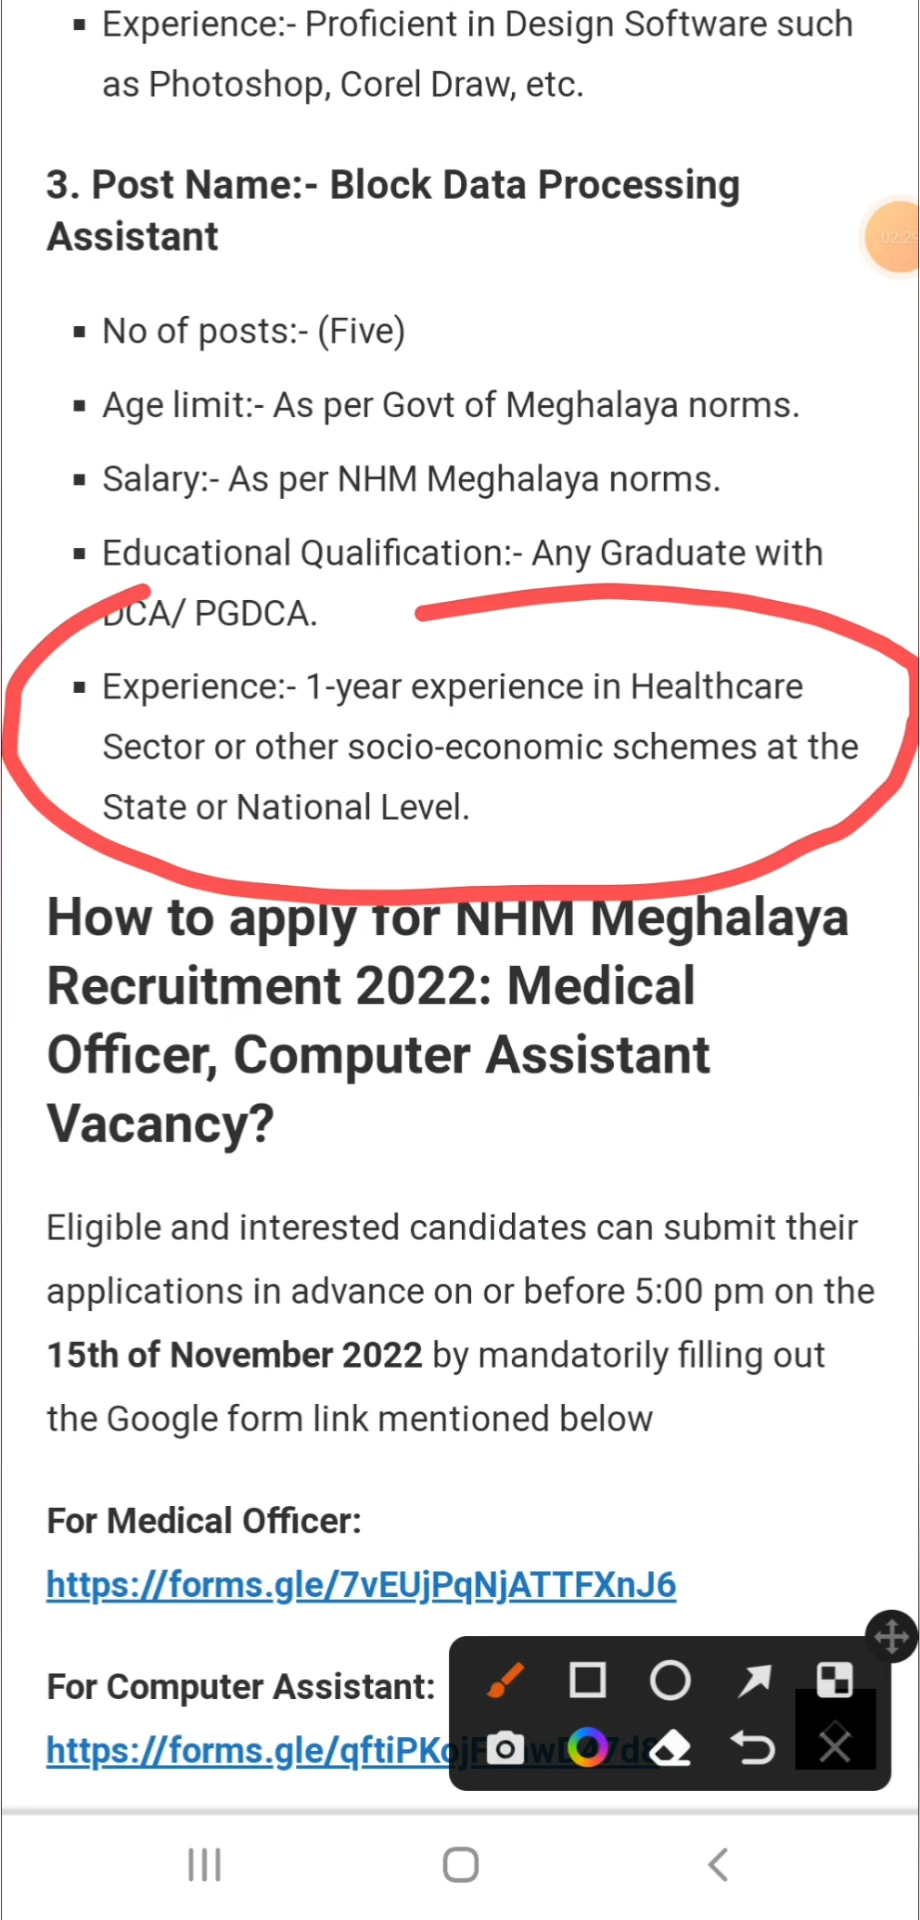 Experience:- Proficient in Design Software such
as Photoshop, Corel Draw, etc.
3. Post Name:- Block Data Processing
Assistant
02:29
No of posts:- (Five)
Age limit:- As per Govt of Meghalaya norms.
Salary:- As per NHM Meghalaya norms.
Educational Qualification:- Any Graduate with
DCA/ PGDCA.
Experience:- 1-year experience in Healthcare
Sector or other socio-economic schemes at the
State or National Level.
How to apply for NHM Meghalaya
Recruitment 2022: Medical
Officer, Computer Assistant
Vacancy?
Eligible and interested candidates can submit their
applications in advance on or before 5:00 pm on the
15th of November 2022 by mandatorily filling out
the Google form link mentioned below
For Medical Officer:
https://forms.gle/7vEUjPqNjATTFXnJ6
For Computer Assistant: